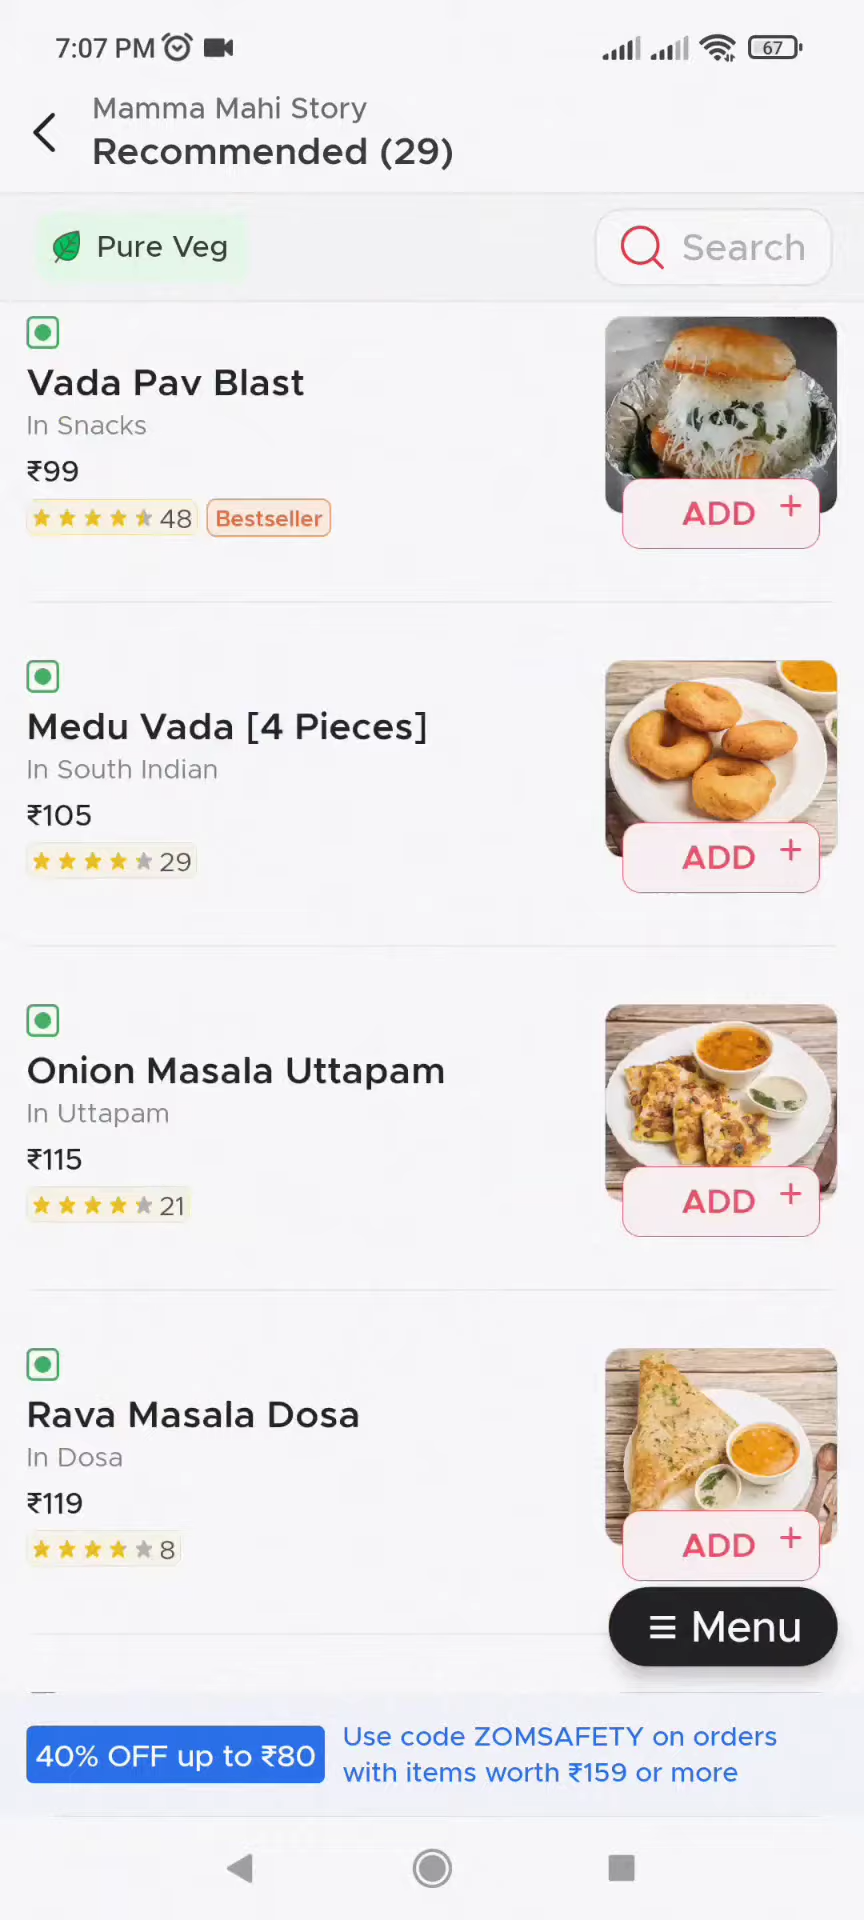 7:07 PM
67
Mamma Mahi Story
Recommended (29)
Pure Veg
Search
Vada Pav Blast
In Snacks
₹99
48
Bestseller
ADD +
Medu Vada [4 Pieces]
In South Indian
₹105
29
ADD +
Onion Masala Uttapam
In Uttapam
₹115
21
ADD +
Rava Masala Dosa
In Dosa
₹119
8
ADD +
Menu
40% OFF up to ₹80
Use code ZOMSAFETY on orders
with items worth ₹159 or more